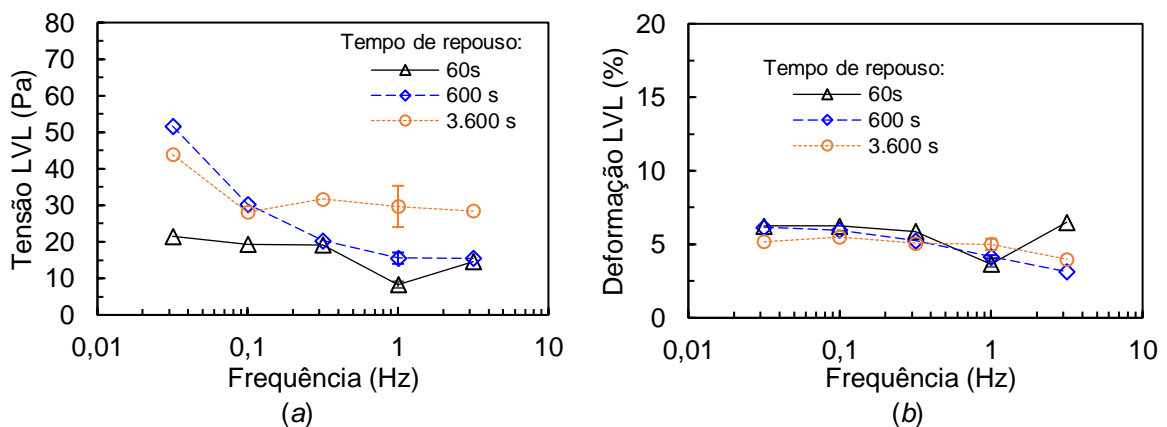 80
70
60
50
40
30
20
10
0
Tensão LVL (Pa)
Tempo de repouso:
60s
600 s
3.600 s
0,01
0,1
1
10
Frequência (Hz)
(a)
20
15
10
5
0
Deformação LVL (%)
Tempo de repouso:
60s
600 s
3.600 s
0,01
0,1
1
10
Frequência (Hz)
(b)